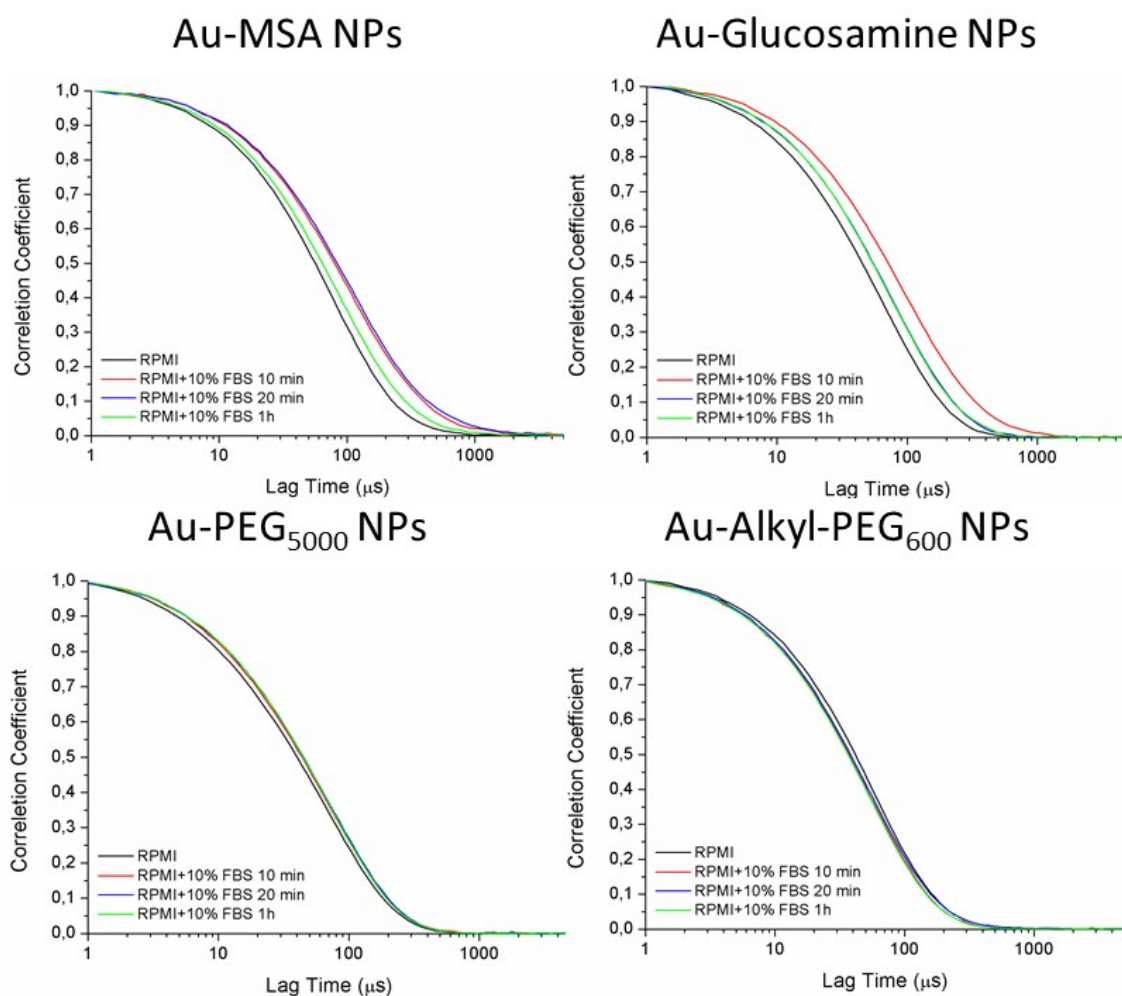 Au-MSA NPs
Correletion Coefficient
1,0
0,9
0,8
0,7
0,6
0,5
0,4
0,3
0,2
0,1
0,0
RPMI
RPMI+10% FBS 10 min
RPMI+10% FBS 20 min
RPMI+10% FBS 1h
1 10 100 1000
Lag Time (µs)
Au-Glucosamine NPs
Correletion Coefficient
1,0
0,9
0,8
0,7
0,6
0,5
0,4
0,3
0,2
0,1
0,0
RPMI
RPMI+10% FBS 10 min
RPMI+10% FBS 20 min
RPMI+10% FBS 1h
1 10 100 1000
Lag Time (µs)
Au-PEG5000 NPs
Correletion Coefficient
1,0
0,9
0,8
0,7
0,6
0,5
0,4
0,3
0,2
0,1
0,0
RPMI
RPMI+10% FBS 10 min
RPMI+10% FBS 20 min
RPMI+10% FBS 1h
1 10 100 1000
Lag Time (µs)
Au-Alkyl-PEG600 NPs
Correletion Coefficient
1,0
0,9
0,8
0,7
0,6
0,5
0,4
0,3
0,2
0,1
0,0
RPMI
RPMI+10% FBS 10 min
RPMI+10% FBS 20 min
RPMI+10% FBS 1h
1 10 100 1000
Lag Time (µs)